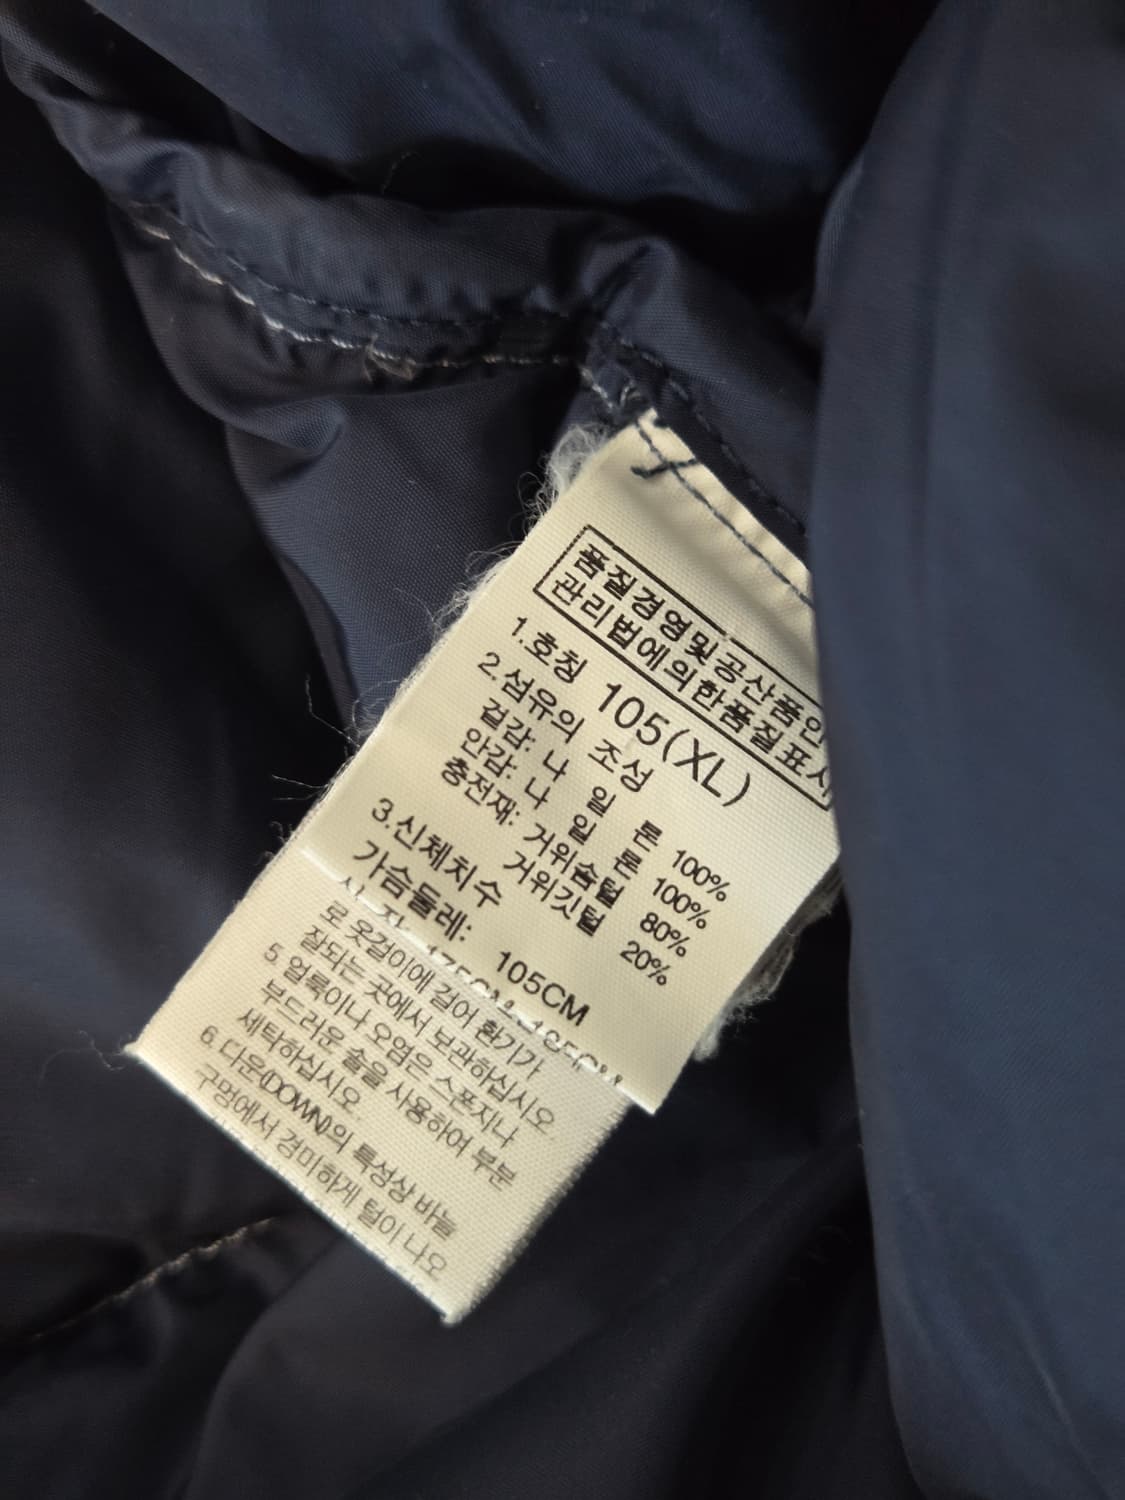 품질경영및공산품안
관리법에의한품질표시
1.호칭 105(XL)
2.섬유의 조성
겉감: 나 일 론 100%
안감: 나 일 론 100%
충전재: 거위솜털 80%
거위깃털 20%
3.신체치수
가슴둘레: 105CM
로 옷걸이에 걸어 환기가
잘되는 곳에서 보관하십시오.
5 얼룩이나 오염은 스폰지나
부드러운 솔을 사용하여 부분
세탁하십시오.
6.다운(DOWN)의 특성상 바늘
구멍에서 경미하게 털이 나오